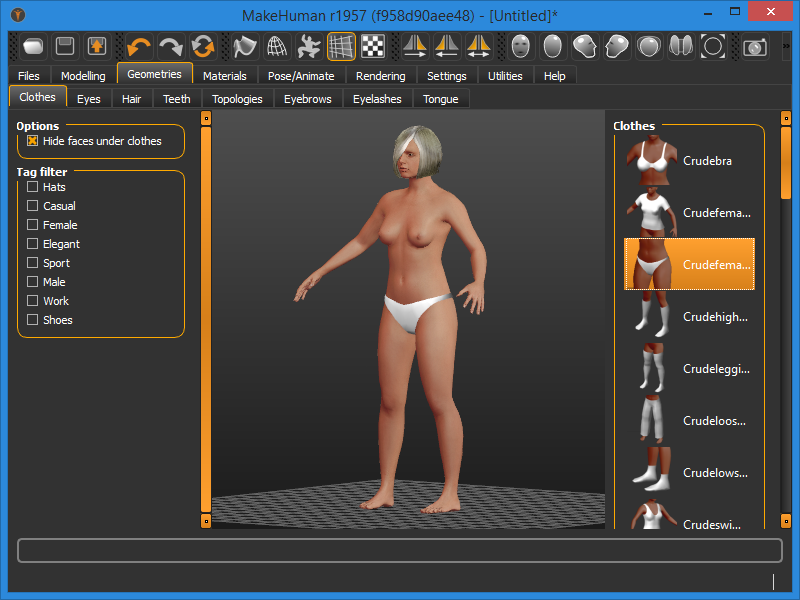 MakeHuman r1957 (f958d90aee48) - [Untitled]*
Files Modelling Geometries Materials Pose/Animate Rendering Settings Utilities Help
Clothes Eyes Hair Teeth Topologies Eyebrows Eyelashes Tongue
Options
Hide faces under clothes
Tag filter
Hats
Casual
Female
Elegant
Sport
Male
Work
Shoes
Clothes
Crudebra
Crudefema...
Crudefema...
Crudehigh...
Crudeleggi...
Crudeloos...
Crudelows...
Crudeswi...